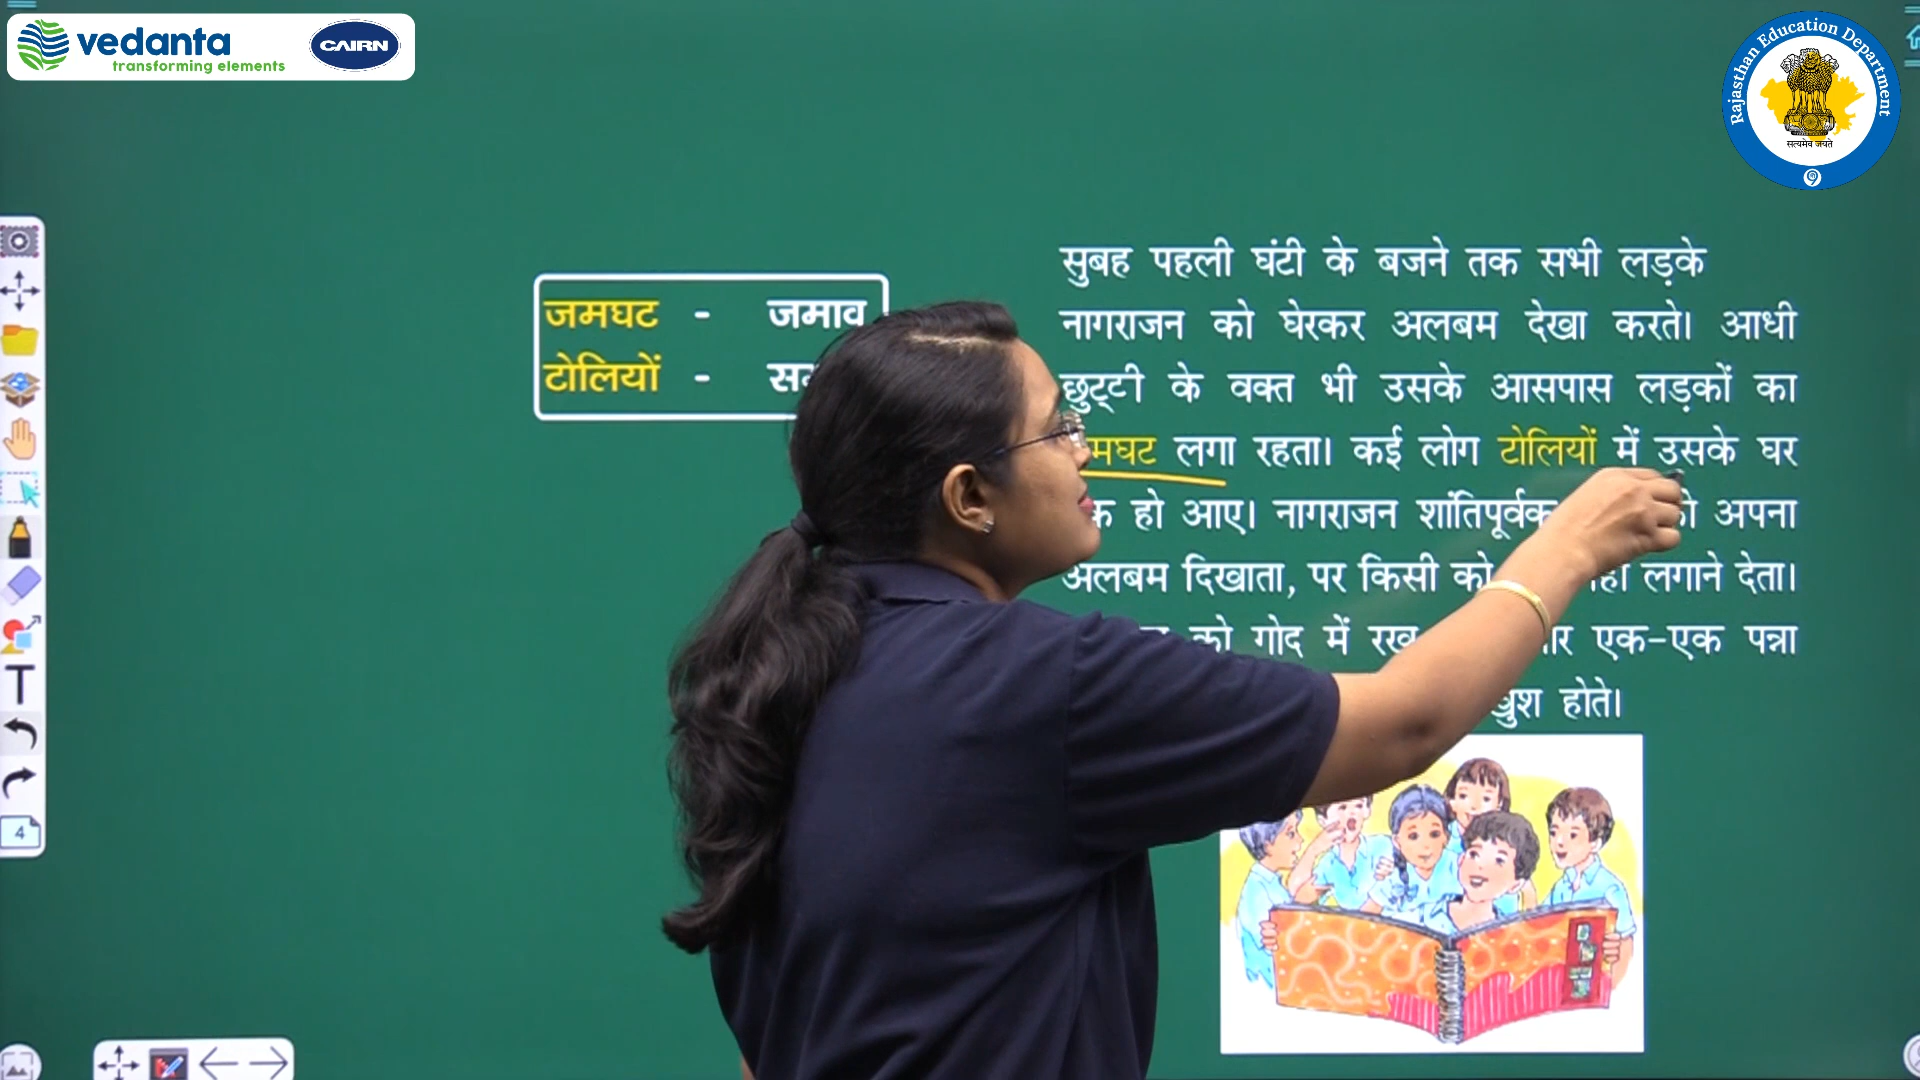 vedanta
transforming elements
CAIRN
Rajasthan Education Department
सत्यमेव जयते
जमघट - जमाव
टोलियों -
सुबह पहली घंटी के बजने तक सभी लड़के
नागराजन को घेरकर अलबम देखा करते। आधी
छुट्टी के वक्त भी उसके आसपास लड़कों का
लगा रहता। कई लोग टोलियों में उसके घर
हो आए। नागराजन शांतिपूर्वक अपना
अलबम दिखाता, पर किसी को लगाने देता।
को गोद में रख एक-एक पन्ना
खुश होते।
T
4